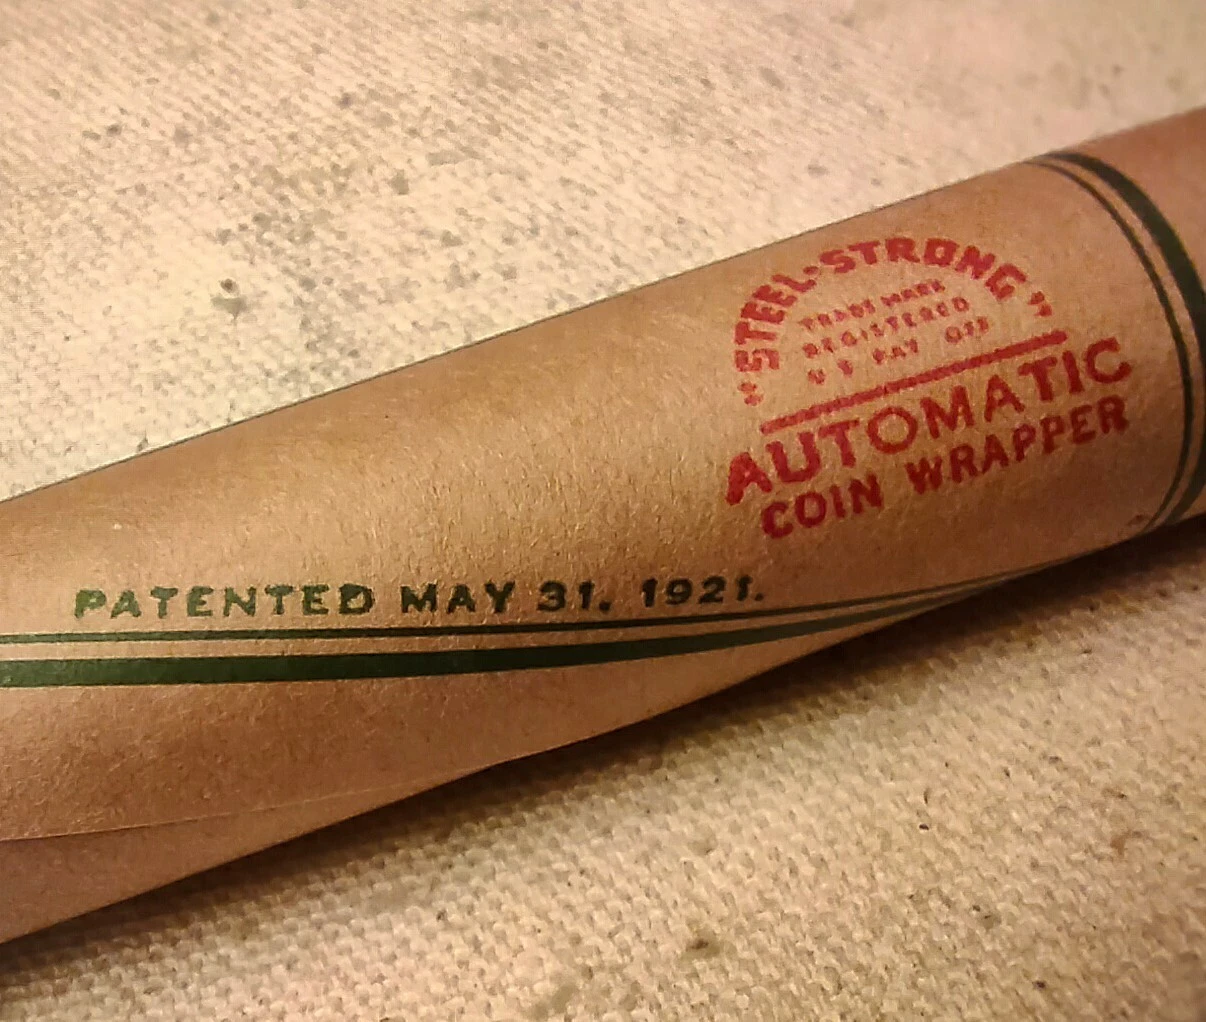 "STEEL-STRONG"
TRADE MARK
REGISTERED
U S PAT OFF
AUTOMATIC
COIN WRAPPER
PATENTED MAY 31, 1921.